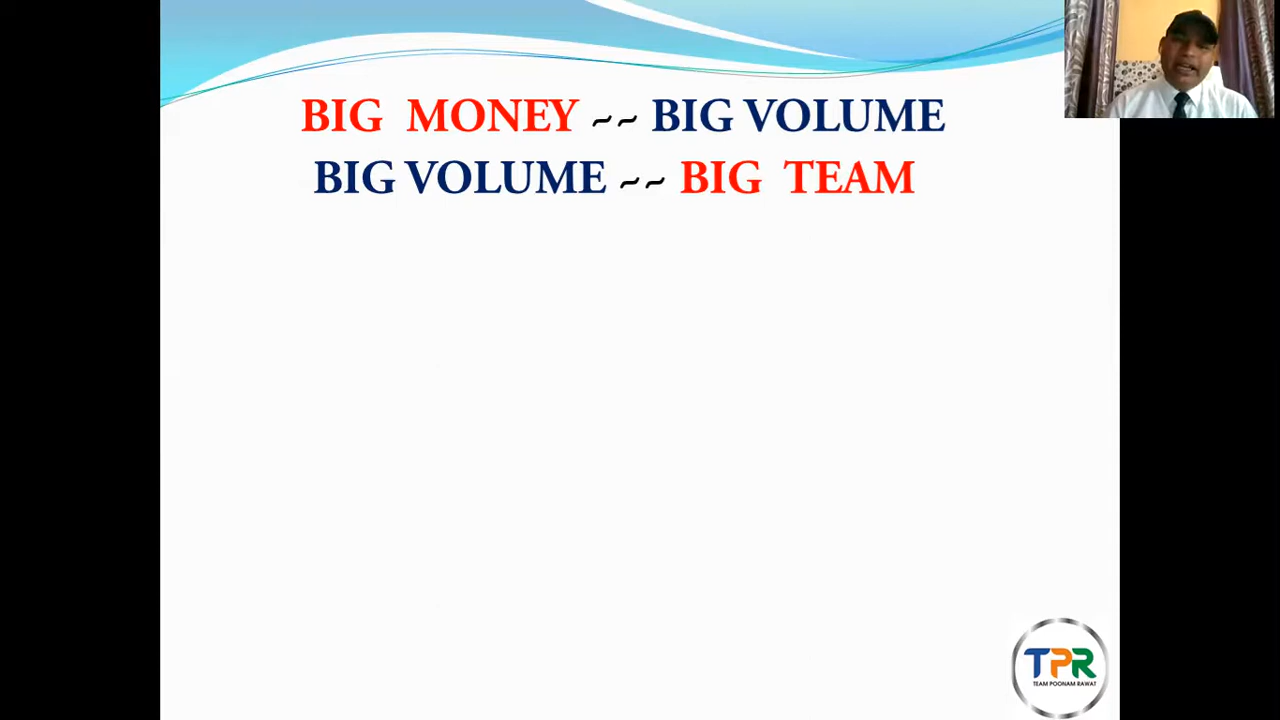 BIG MONEY ~~ BIG VOLUME
BIG VOLUME ~~ BIG TEAM
TPR
TEAM POONAM RAWAT